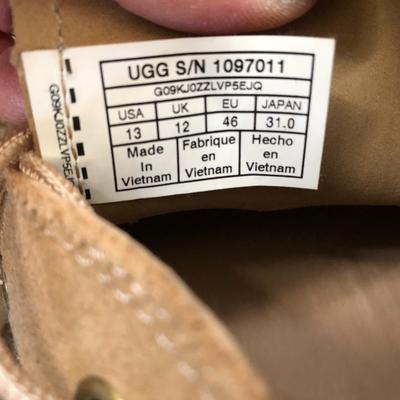 UGG S/N 1097011
G09KJ0ZZLVP5EJQ
USA UK EU JAPAN
13 12 46 31.0
Made In Vietnam
Fabrique en Vietnam
Hecho en Vietnam
G09KJ0ZZLVP5EJQ